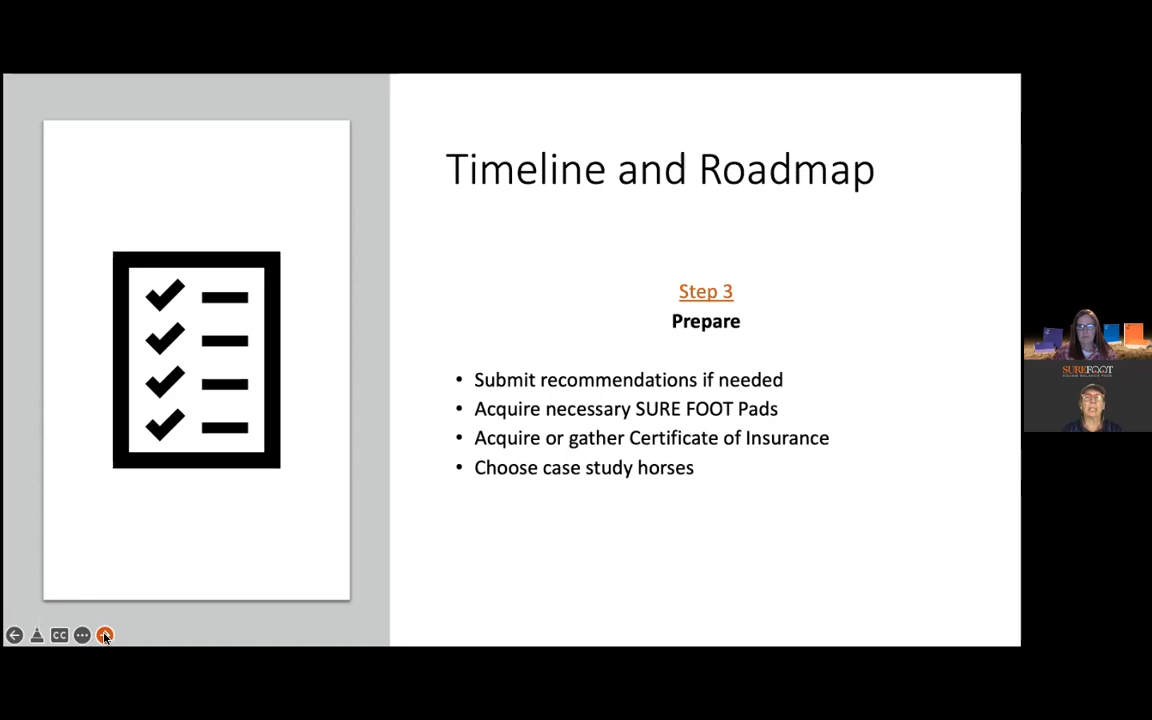 Timeline and Roadmap
Step 3
Prepare
• Submit recommendations if needed
• Acquire necessary SURE FOOT Pads
• Acquire or gather Certificate of Insurance
• Choose case study horses
SUREFOOT
CC